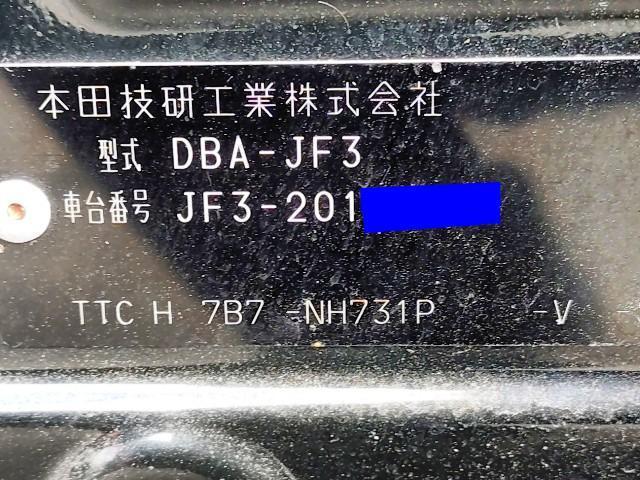 本田技研工業株式会社
型式 DBA-JF3
車台番号 JF3-201
TTC H 7B7 -NH731P -V